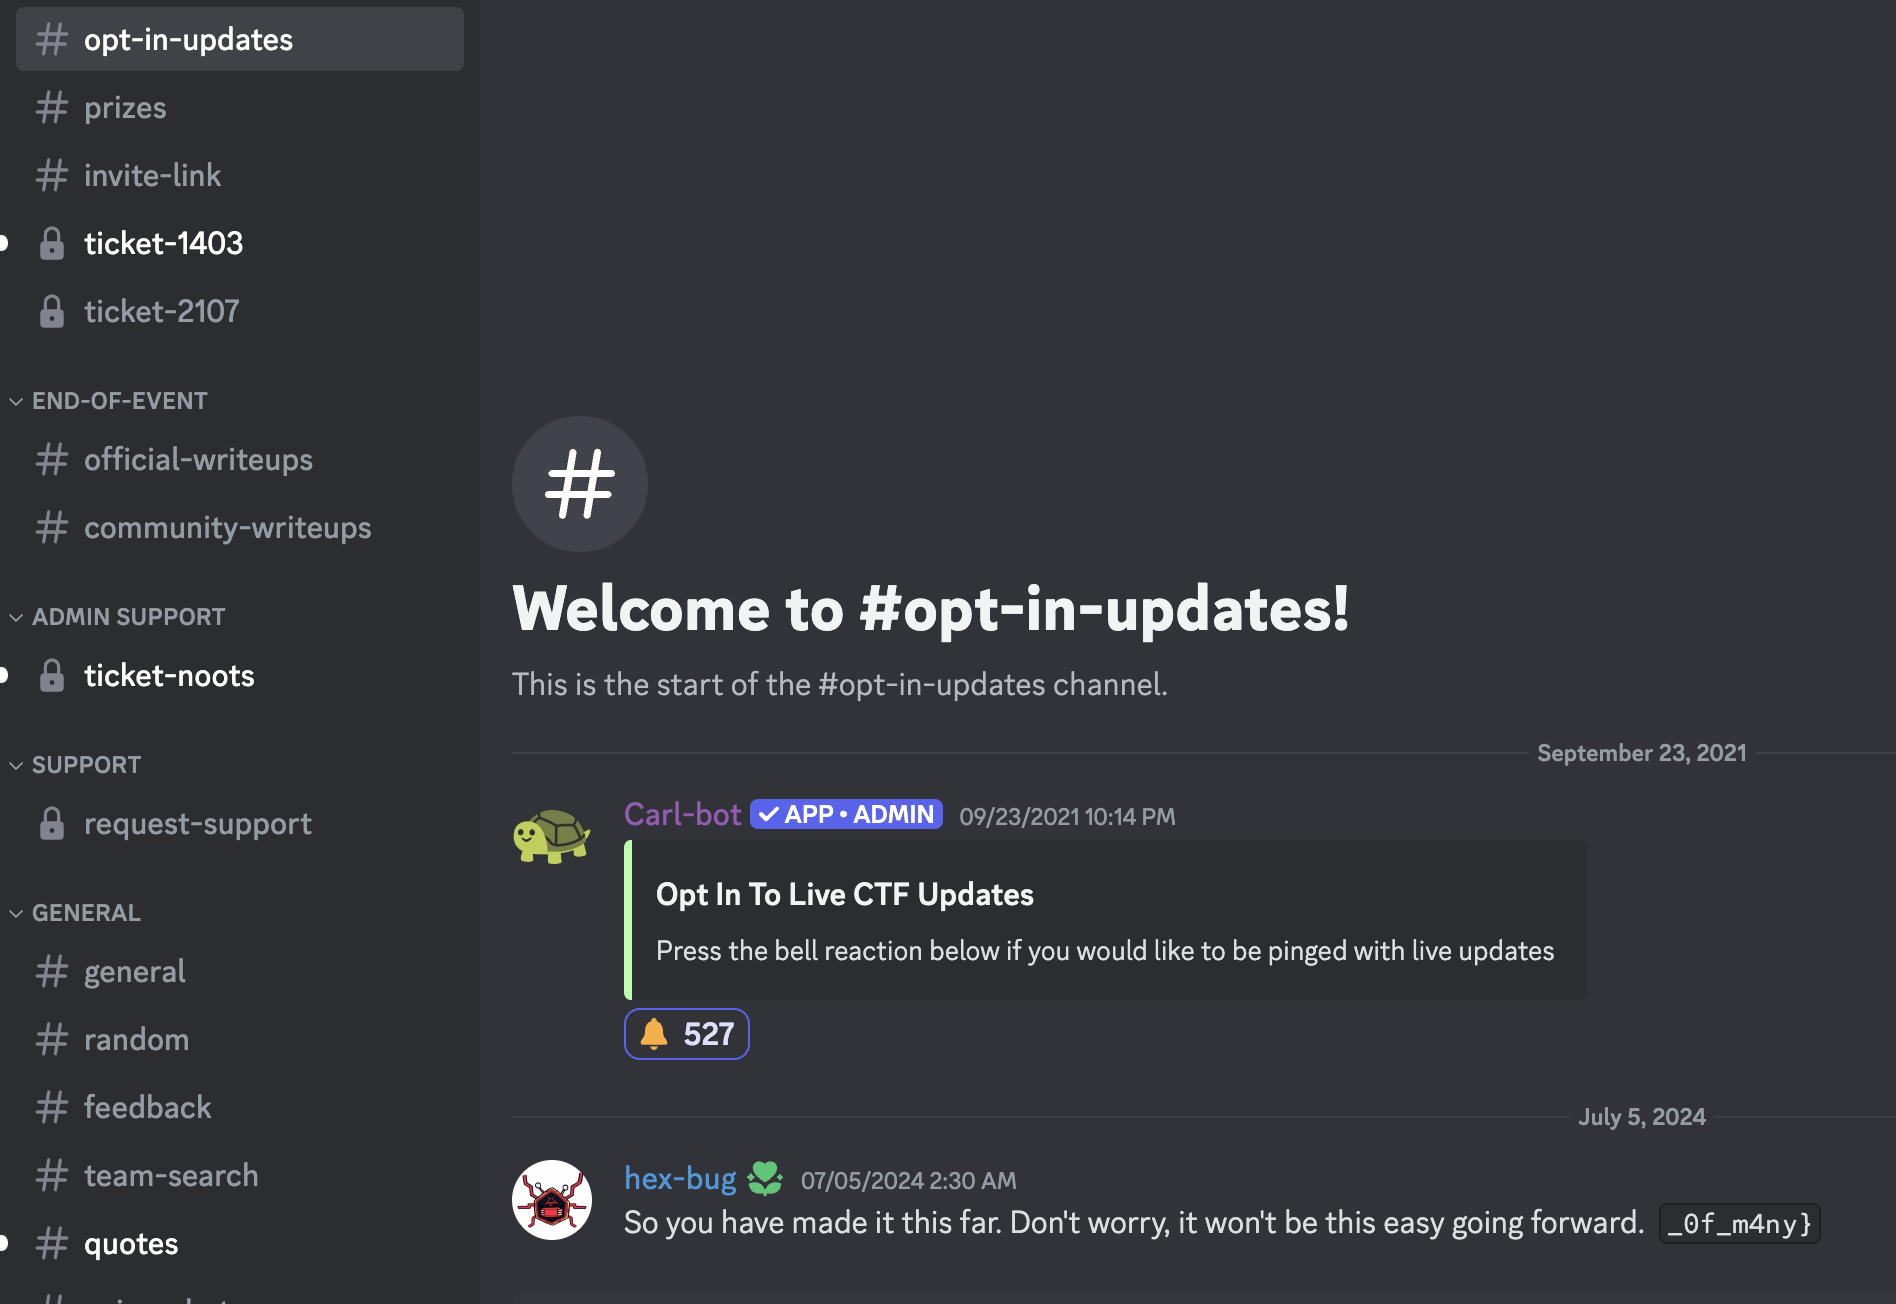 opt-in-updates
prizes
invite-link
ticket-1403
ticket-2107
END-OF-EVENT
official-writeups
community-writeups
ADMIN SUPPORT
ticket-noots
SUPPORT
request-support
GENERAL
general
random
feedback
team-search
quotes
#
Welcome to #opt-in-updates!
This is the start of the #opt-in-updates channel.
September 23, 2021
Carl-bot ✓ APP • ADMIN 09/23/2021 10:14 PM
Opt In To Live CTF Updates
Press the bell reaction below if you would like to be pinged with live updates
527
July 5, 2024
hex-bug 07/05/2024 2:30 AM
So you have made it this far. Don't worry, it won't be this easy going forward. _0f_m4ny}